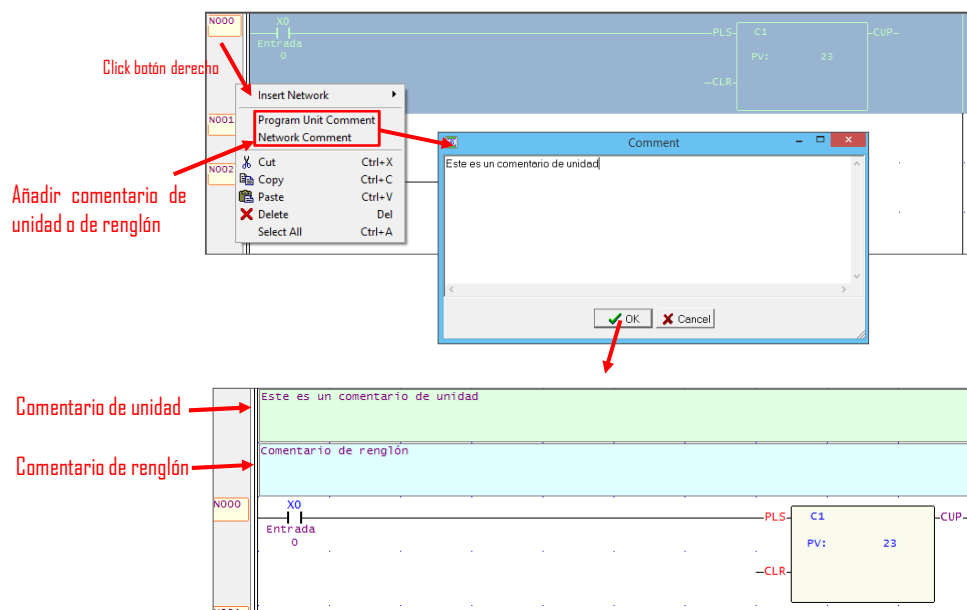 N000
X0
Entrada
0
PLS
C1
CUP
PV: 23
CLR
Click botón derecho
Insert Network
N001
Program Unit Comment
Network Comment
Comment
N002
Cut Ctrl+X
Copy Ctrl+C
Paste Ctrl+V
Delete Del
Select All Ctrl+A
Este es un comentario de unidad
Añadir comentario de
unidad o de renglón
OK
Cancel
Comentario de unidad
Este es un comentario de unidad
Comentario de renglón
Comentario de renglón
N000
X0
Entrada
0
PLS
C1
CUP
PV: 23
CLR